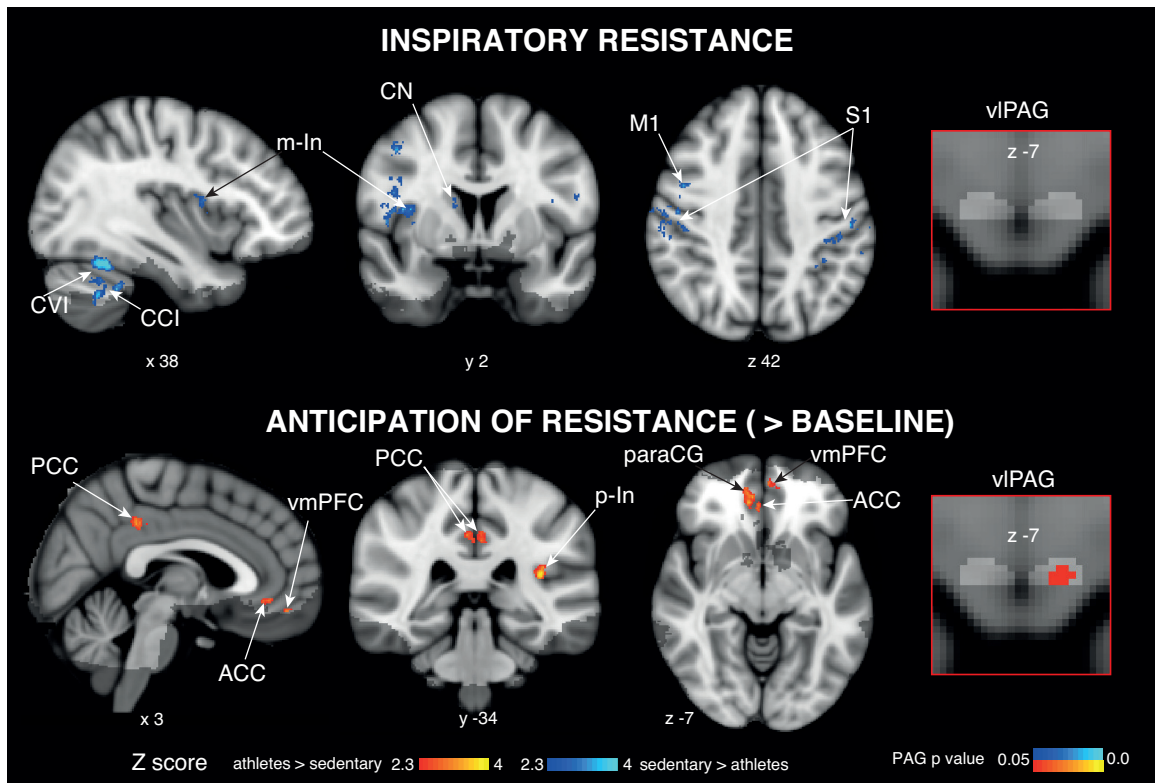 INSPIRATORY RESISTANCE
CN
m-In
M1
S1
vlPAG
z -7
CVI
CCI
x 38
y 2
z 42
ANTICIPATION OF RESISTANCE ( > BASELINE)
PCC
vmPFC
ACC
PCC
p-In
paraCG
vmPFC
ACC
vlPAG
z -7
x 3
y -34
z -7
Z score athletes > sedentary 2.3 4 2.3 4 sedentary > athletes PAG p value 0.05 0.0